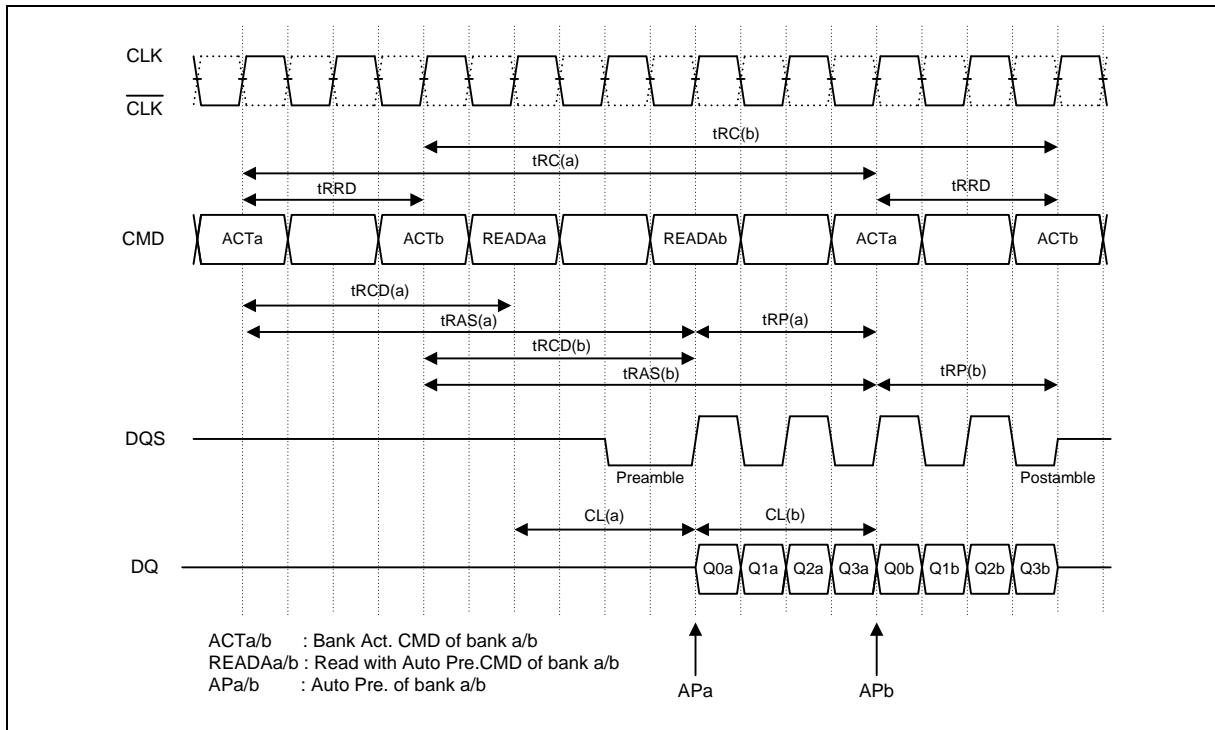 CLK
CLK
tRC(b)
tRC(a)
tRRD
tRRD
CMD
ACTa
ACTb
READAa
READAb
ACTa
ACTb
tRCD(a)
tRAS(a)
tRP(a)
tRCD(b)
tRAS(b)
tRP(b)
DQS
Preamble
Postamble
CL(a)
CL(b)
DQ
Q0a
Q1a
Q2a
Q3a
Q0b
Q1b
Q2b
Q3b
ACTa/b : Bank Act. CMD of bank a/b
READAa/b : Read with Auto Pre.CMD of bank a/b
APa/b : Auto Pre. of bank a/b
APa
APb